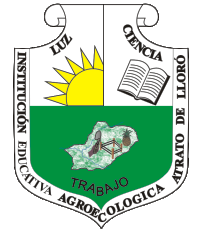 LUZ
CIENCIA
INSTITUCIÓN EDUCATIVA AGROECOLOGICA ATRATO DE LLORÓ
TRABAJO